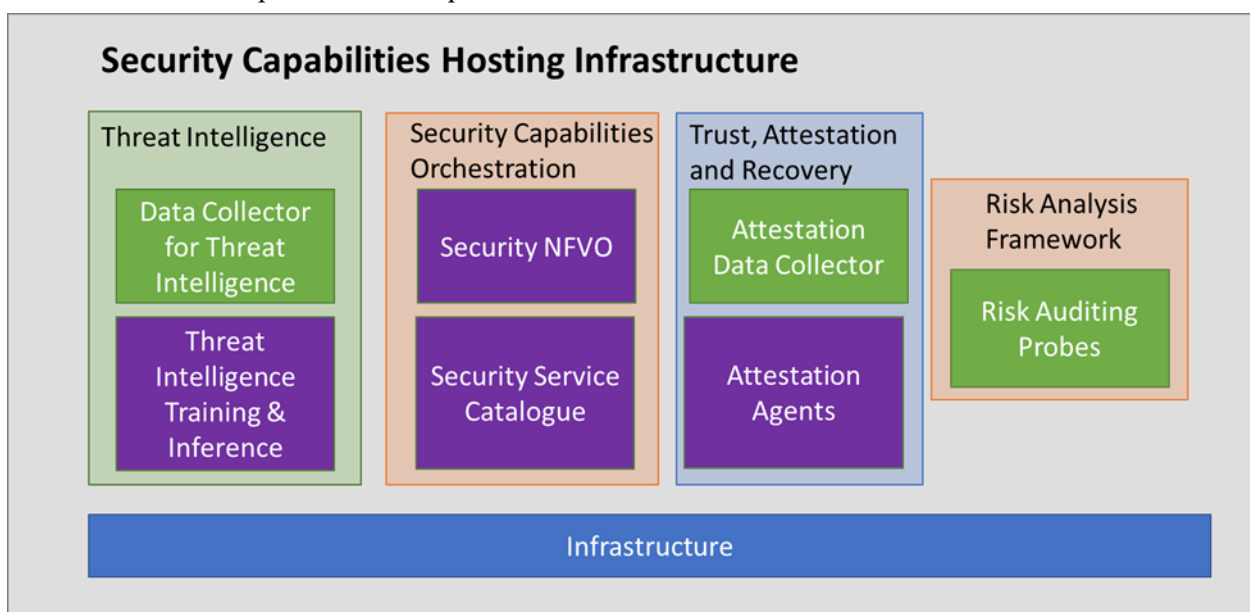 Security Capabilities Hosting Infrastructure
Threat Intelligence
Data Collector
for Threat
Intelligence
Threat
Intelligence
Training &
Inference
Security Capabilities
Orchestration
Security NFVO
Security Service
Catalogue
Trust, Attestation
and Recovery
Attestation
Data Collector
Attestation
Agents
Risk Analysis
Framework
Risk Auditing
Probes
Infrastructure